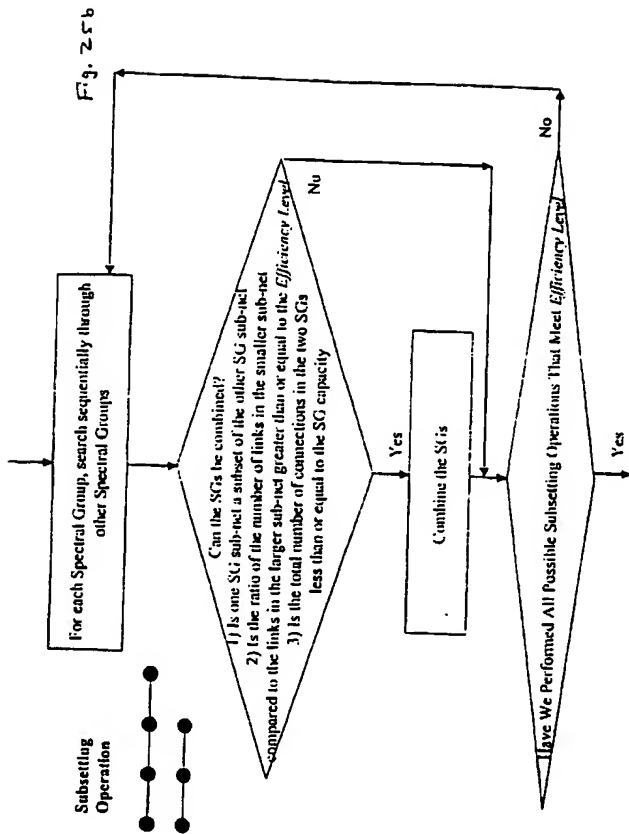 Fig. 25b
Subsetting
Operation
For each Spectral Group, search sequentially through
other Spectral Groups
Can the SGs be combined?
1) Is one SG sub-net a subset of the other SG sub-net
2) Is the ratio of the number of links in the smaller sub-net
compared to the links in the larger sub-net greater than or equal to the Efficiency Level
3) Is the total number of connections in the two SGs
less than or equal to the SG capacity
No
Yes
Combine the SGs
Have We Performed All Possible Subsetting Operations That Meet Efficiency Level
No
Yes